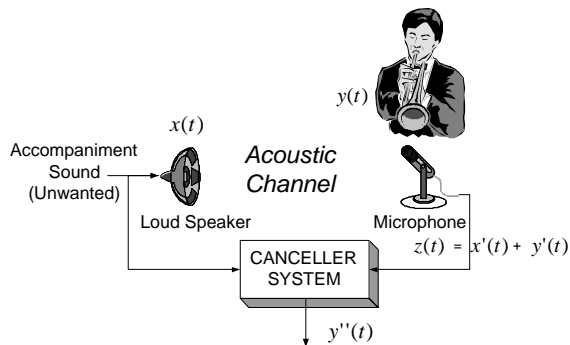 y(t)
x(t)
Accompaniment
Sound
(Unwanted)
Acoustic
Channel
Loud Speaker
Microphone
z(t) = x'(t) + y'(t)
CANCELLER
SYSTEM
y''(t)